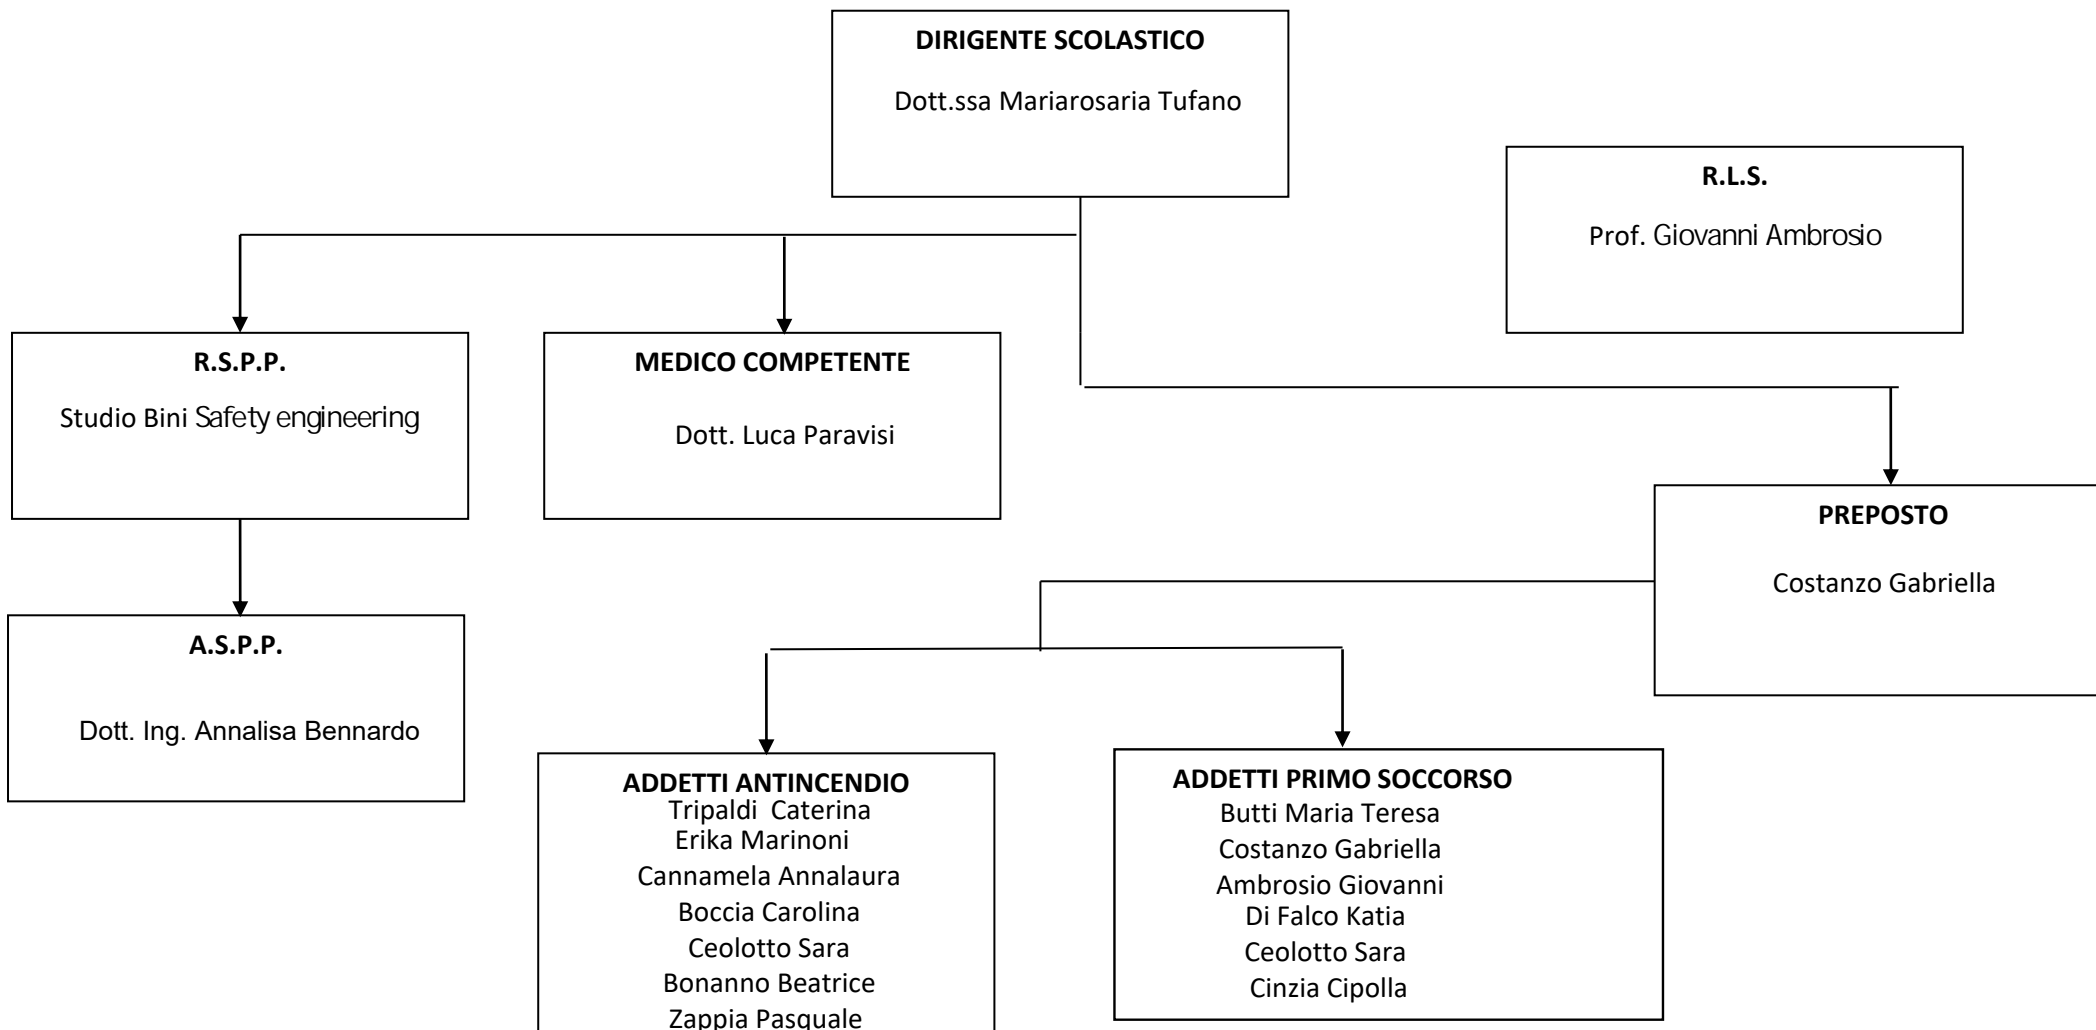 DIRIGENTE SCOLASTICO
Dott.ssa Mariarosaria Tufano
R.L.S.
Prof. Giovanni Ambrosio
R.S.P.P.
Studio Bini Safety engineering
MEDICO COMPETENTE
Dott. Luca Paravisi
PREPOSTO
Costanzo Gabriella
A.S.P.P.
Dott. Ing. Annalisa Bennardo
ADDETTI ANTINCENDIO
Tripaldi Caterina
Erika Marinoni
Cannamela Annalaura
Boccia Carolina
Ceolotto Sara
Bonanno Beatrice
Zappia Pasquale
ADDETTI PRIMO SOCCORSO
Butti Maria Teresa
Costanzo Gabriella
Ambrosio Giovanni
Di Falco Katia
Ceolotto Sara
Cinzia Cipolla